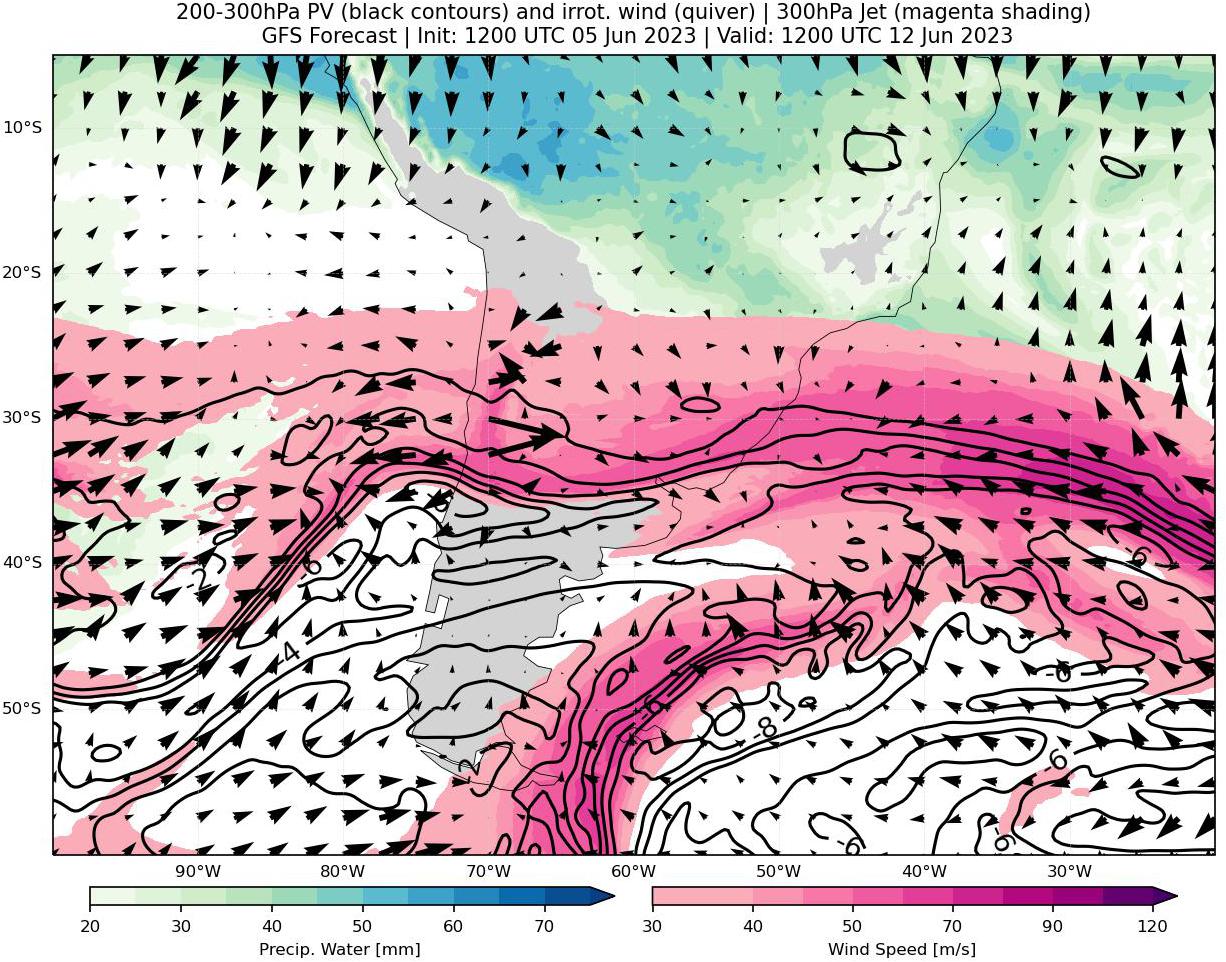 200-300hPa PV (black contours) and irrot. wind (quiver) | 300hPa Jet (magenta shading)
GFS Forecast | Init: 1200 UTC 05 Jun 2023 | Valid: 1200 UTC 12 Jun 2023
10°S
20°S
30°S
40°S
50°S
-2
-6
-6
-4
-6
-6
-8
-6
-2
-6
-6
90°W 80°W 70°W 60°W 50°W 40°W 30°W
20 30 40 50 60 70
30 40 50 70 90 120
Precip. Water [mm]
Wind Speed [m/s]